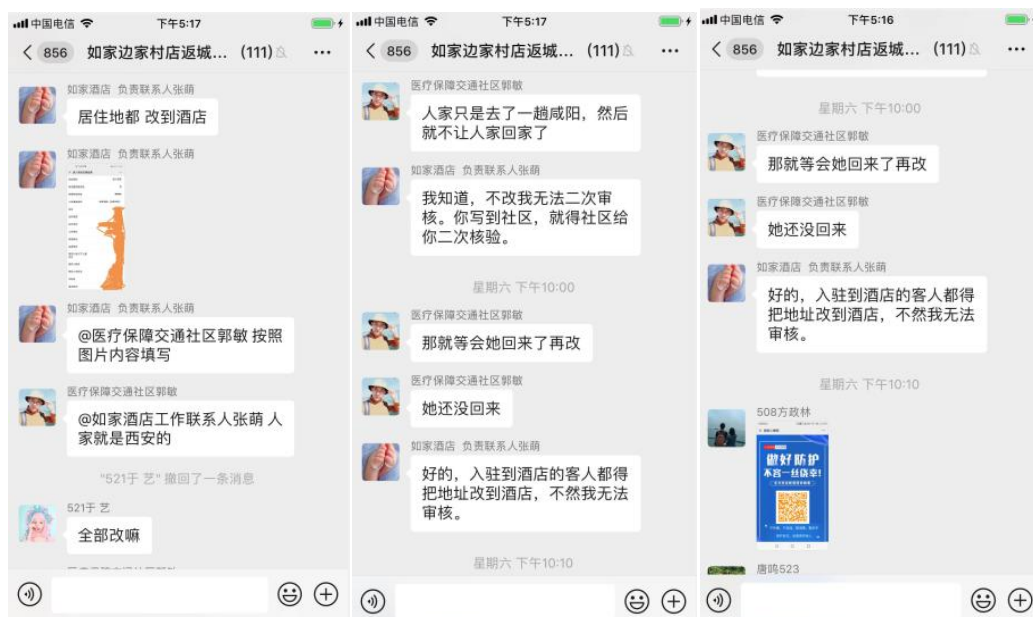 中国电信
下午5:17
856
如家边家村店返城... (111)
如家酒店 负责联系人张萌
居住地都 改到酒店
如家酒店 负责联系人张萌
如家酒店 负责联系人张萌
@医疗保障交通社区郭敏 按照
图片内容填写
医疗保障交通社区郭敏
@如家酒店工作联系人张萌 人
家就是西安的
"521于 艺" 撤回了一条消息
521于 艺
全部改嘛
中国电信
下午5:17
856
如家边家村店返城... (111)
医疗保障交通社区郭敏
人家只是去了一趟咸阳，然后
就不让人家回家了
如家酒店 负责联系人张萌
我知道，不改我无法二次审
核。你写到社区，就得社区给
你二次核验。
星期六 下午10:00
医疗保障交通社区郭敏
那就等会她回来了再改
医疗保障交通社区郭敏
她还没回来
如家酒店 负责联系人张萌
好的，入驻到酒店的客人都得
把地址改到酒店，不然我无法
审核。
星期六 下午10:10
中国电信
下午5:16
856
如家边家村店返城... (111)
星期六 下午10:00
医疗保障交通社区郭敏
那就等会她回来了再改
医疗保障交通社区郭敏
她还没回来
如家酒店 负责联系人张萌
好的，入驻到酒店的客人都得
把地址改到酒店，不然我无法
审核。
星期六 下午10:10
508方政林
做好防护
不容一丝侥幸!
唐鸣523